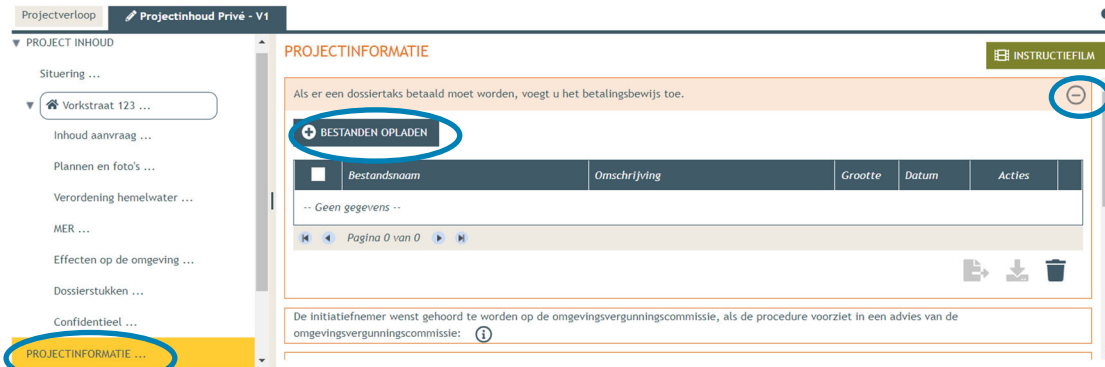 Projectverloop
Projectinhoud Privé - V1
PROJECT INHOUD
Situering ...
Vorkstraat 123 ...
Inhoud aanvraag ...
Plannen en foto's ...
Verordening hemelwater ...
MER ...
Effecten op de omgeving ...
Dossierstukken ...
Confidentieel ...
PROJECTINFORMATIE ...
PROJECTINFORMATIE
INSTRUCTIEFILM
Als er een dossiertaks betaald moet worden, voegt u het betalingsbewijs toe.
BESTANDEN OPLADEN
Bestandsnaam Omschrijving Grootte Datum Acties
-- Geen gegevens --
Pagina 0 van 0
De initiatiefnemer wenst gehoord te worden op de omgevingsvergunningscommissie, als de procedure voorziet in een advies van de
omgevingsvergunningscommissie: